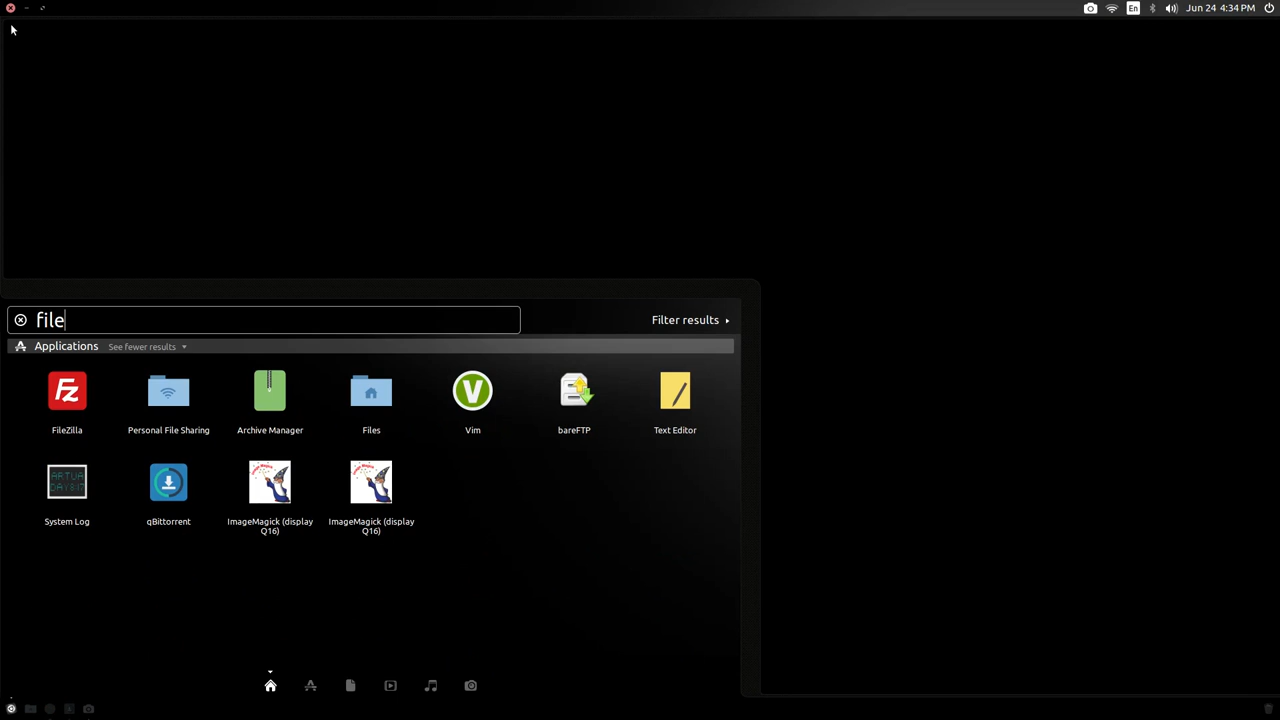 En
Jun 24 4:34 PM
file
Filter results
Applications See fewer results
FileZilla
Personal File Sharing
Archive Manager
Files
Vim
bareFTP
Text Editor
System Log
qBittorrent
ImageMagick (display
Q16)
ImageMagick (display
Q16)